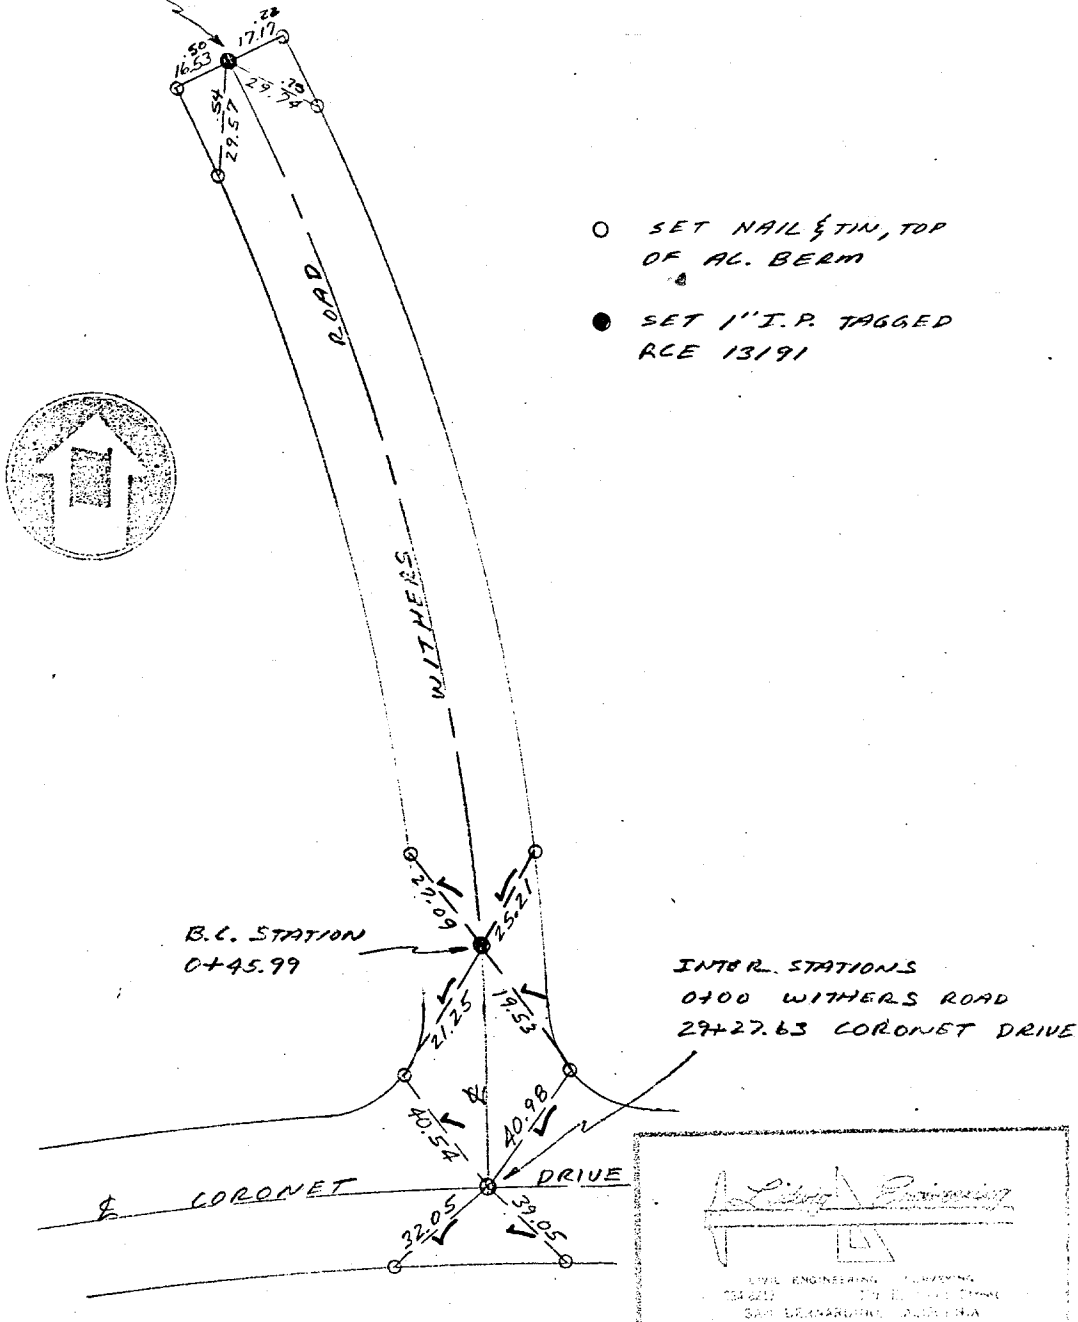 .22
17.17
.50
16.53
.70
29.74
.54
29.57
SET NAIL & TIN, TOP
OF AC. BERM
SET 1" I.P. TAGGED
RCE 13191
ROAD
WITHERS
25.21
B.C. STATION
0+45.99
INTER. STATIONS
0+00 WITHERS ROAD
29+27.63 CORONET DRIVE
21.25
19.53
℄
40.54
40.98
℄ CORONET DRIVE
32.05
39.05
CIVIL ENGINEERING
SAN BERNARDINO, CALIFORNIA